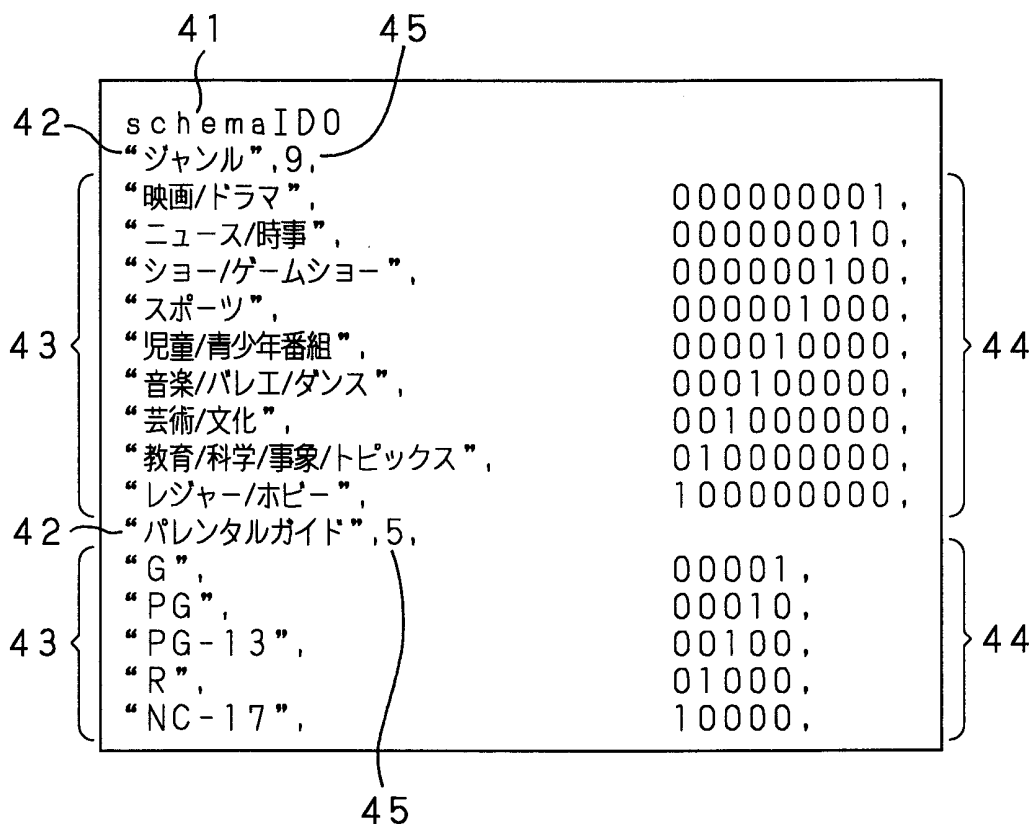 41 45
schemaID0
42 “ジャンル”,9,
“映画/ドラマ”, 000000001,
“ニュース/時事”, 000000010,
“ショー/ゲームショー”, 000000100,
“スポーツ”, 000001000,
43 “児童/青少年番組”, 000010000, 44
“音楽/バレエ/ダンス”, 000100000,
“芸術/文化”, 001000000,
“教育/科学/事象/トピックス”, 010000000,
“レジャー/ホビー”, 100000000,
42 “パレンタルガイド”,5,
“G”, 00001,
“PG”, 00010,
43 “PG-13”, 00100, 44
“R”, 01000,
“NC-17”, 10000,
45